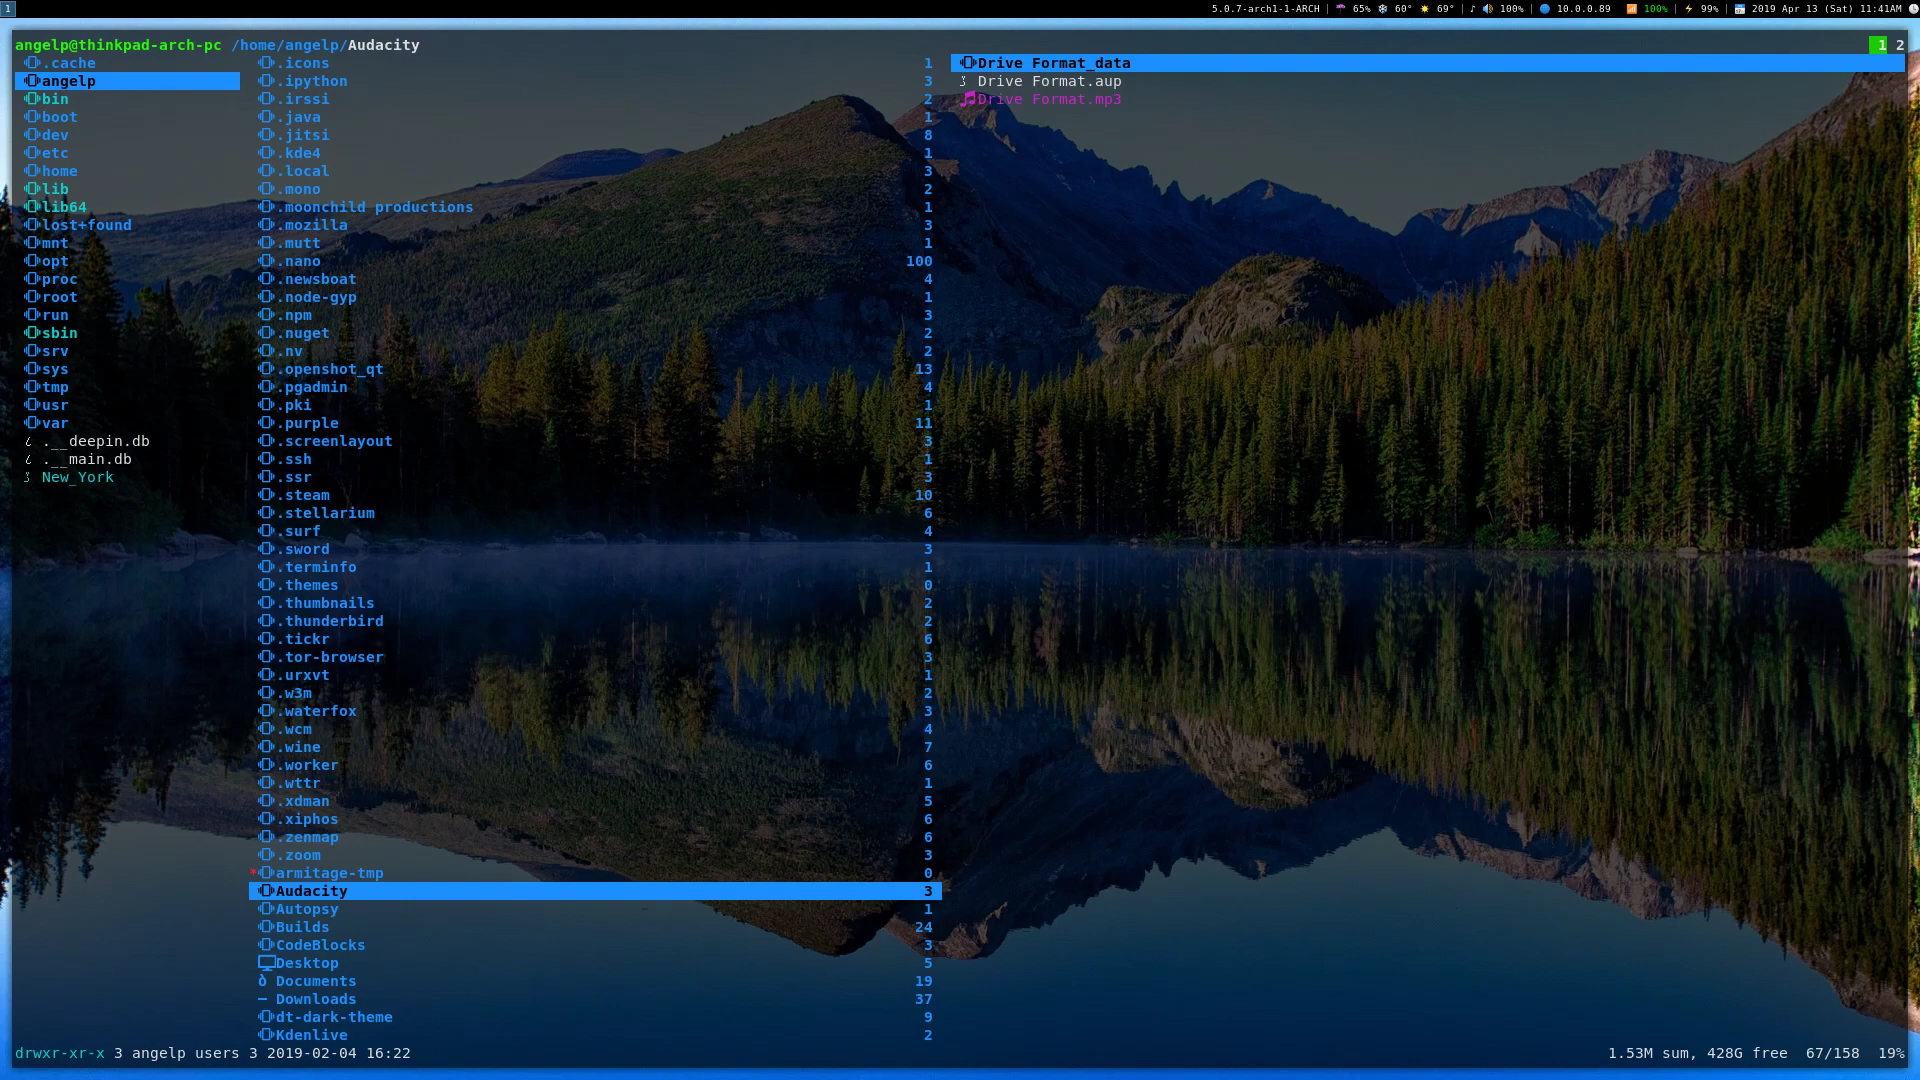 1
5.0.7-arch1-1-ARCH | 65% 60° 69° | 100% | 10.0.0.89 100% | 99% | 2019 Apr 13 (Sat) 11:41AM
angelp@thinkpad-arch-pc /home/angelp/Audacity 1 2
.cache
angelp
bin
boot
dev
etc
home
lib
lib64
lost+found
mnt
opt
proc
root
run
sbin
srv
sys
tmp
usr
var
.__deepin.db
.__main.db
New_York
.icons 1
.ipython 3
.irssi 2
.java 1
.jitsi 8
.kde4 1
.local 3
.mono 2
.moonchild productions 1
.mozilla 3
.mutt 1
.nano 100
.newsboat 4
.node-gyp 1
.npm 3
.nuget 2
.nv 2
.openshot_qt 13
.pgadmin 4
.pki 1
.purple 11
.screenlayout 3
.ssh 1
.ssr 3
.steam 10
.stellarium 6
.surf 4
.sword 3
.terminfo 1
.themes 0
.thumbnails 2
.thunderbird 2
.tickr 6
.tor-browser 3
.urxvt 1
.w3m 2
.waterfox 3
.wcm 4
.wine 7
.worker 6
.wttr 1
.xdman 5
.xiphos 6
.zenmap 6
.zoom 3
*armitage-tmp 0
Audacity 3
Autopsy 1
Builds 24
CodeBlocks 3
Desktop 5
Documents 19
Downloads 37
dt-dark-theme 9
Kdenlive 2
Drive Format_data
Drive Format.aup
Drive Format.mp3
drwxr-xr-x 3 angelp users 3 2019-02-04 16:22 1.53M sum, 428G free 67/158 19%